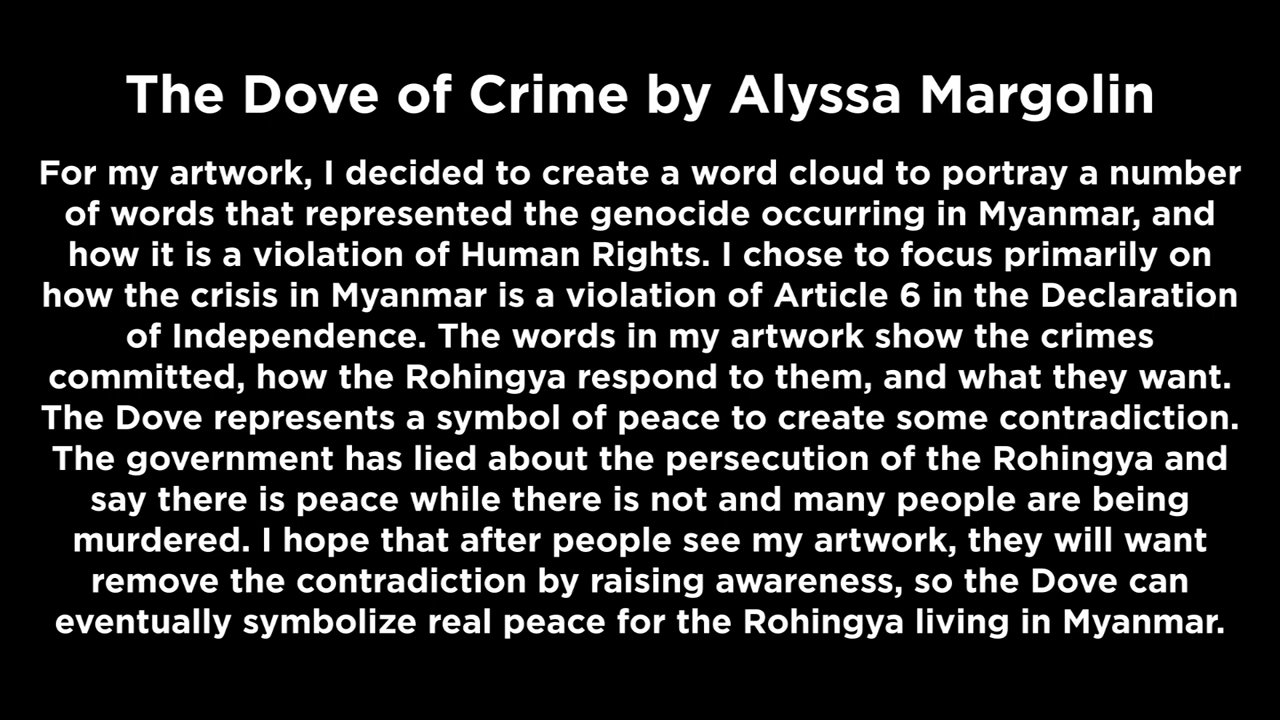 The Dove of Crime by Alyssa Margolin
For my artwork, I decided to create a word cloud to portray a number
of words that represented the genocide occurring in Myanmar, and
how it is a violation of Human Rights. I chose to focus primarily on
how the crisis in Myanmar is a violation of Article 6 in the Declaration
of Independence. The words in my artwork show the crimes
committed, how the Rohingya respond to them, and what they want.
The Dove represents a symbol of peace to create some contradiction.
The government has lied about the persecution of the Rohingya and
say there is peace while there is not and many people are being
murdered. I hope that after people see my artwork, they will want
remove the contradiction by raising awareness, so the Dove can
eventually symbolize real peace for the Rohingya living in Myanmar.